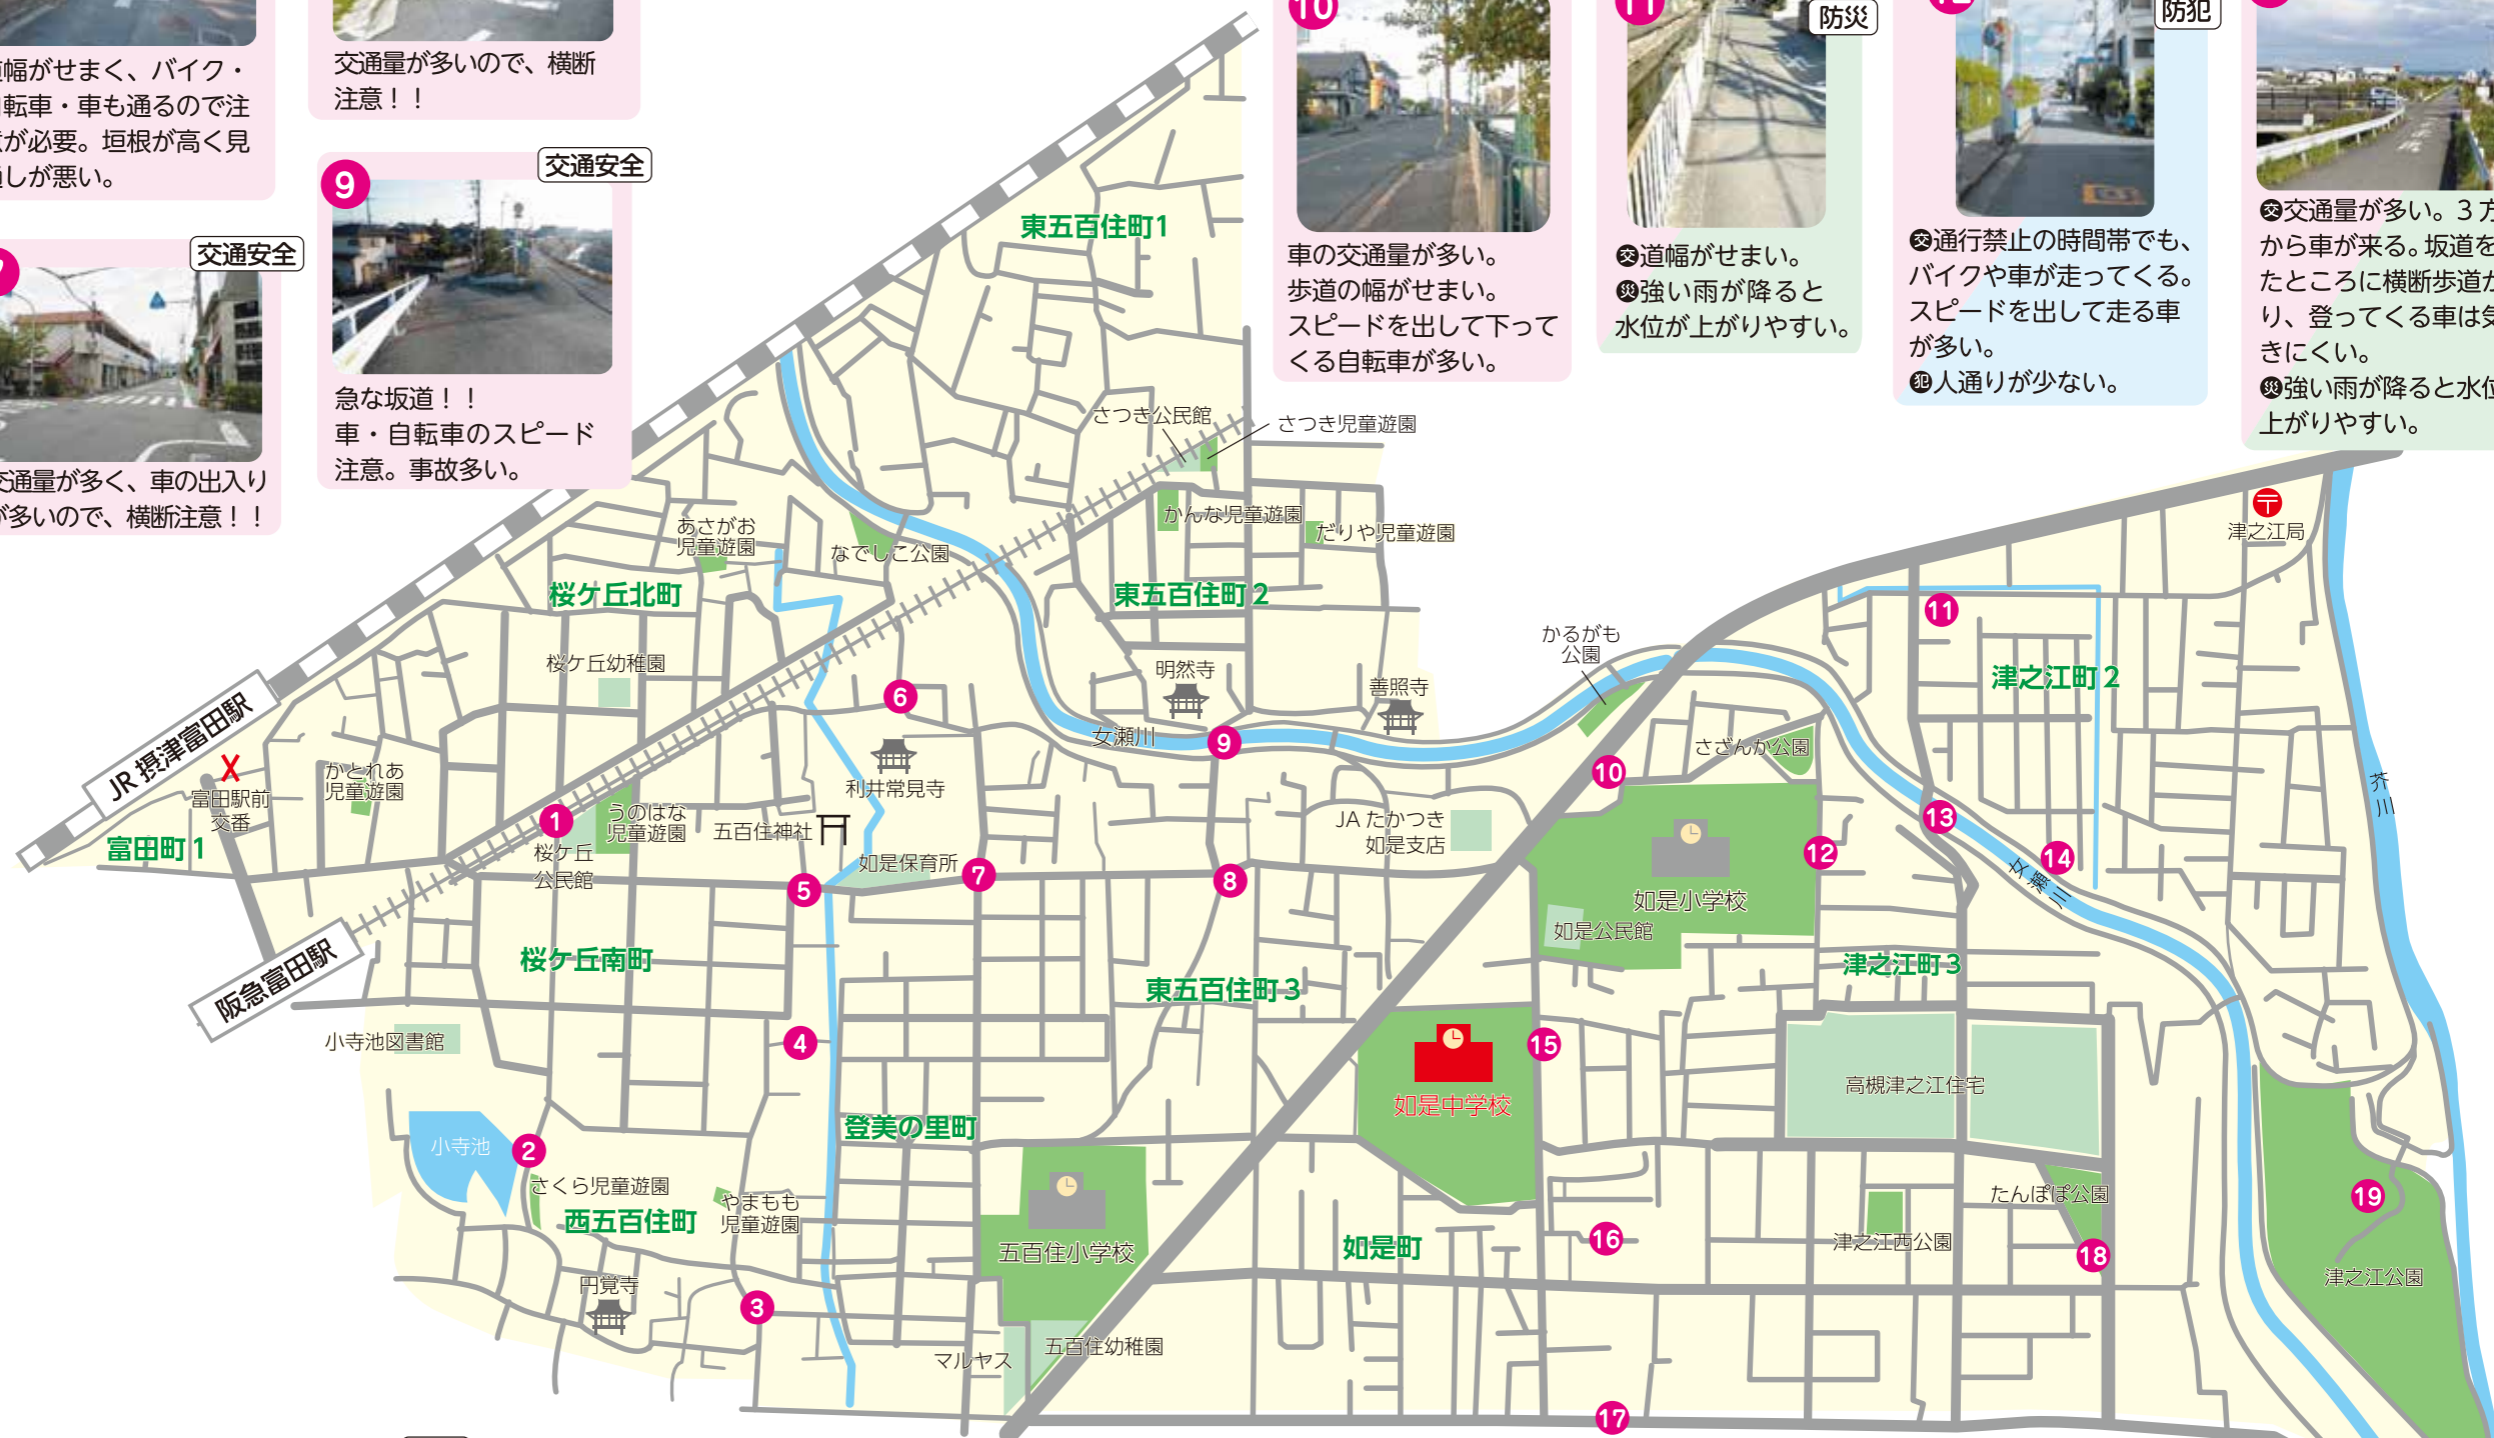 幅がせまく、バイク・
転車・車も通るので注
が必要。垣根が高く見
しが悪い。
交通量が多いので、横断
注意！！
交通安全
交通量が多く、車の出入り
多いので、横断注意！！
9
交通安全
急な坂道！！
車・自転車のスピード
注意。事故多い。
10
車の交通量が多い。
歩道の幅がせまい。
スピードを出して下って
くる自転車が多い。
11
防災
交道幅がせまい。
災強い雨が降ると
水位が上がりやすい。
防犯
交通行禁止の時間帯でも、
バイクや車が走ってくる。
スピードを出して走る車
が多い。
犯人通りが少ない。
交交通量が多い。3方
から車が来る。坂道を
たところに横断歩道が
り、登ってくる車は気
きにくい。
災強い雨が降ると水位
上がりやすい。
東五百住町1
さつき公民館
さつき児童遊園
かんな児童遊園
だりや児童遊園
あさがお
児童遊園
なでしこ公園
津之江局
桜ケ丘北町
東五百住町2
11
かるがも
公園
桜ケ丘幼稚園
6
明然寺
善照寺
津之江町2
JR 摂津富田駅
女瀬川
9
さざんか公園
10
富田駅前
交番
かとれあ
児童遊園
利井常見寺
芥川
1
うのはな
児童遊園
五百住神社
JA たかつき
如是支店
13
富田町1
桜ケ丘
公民館
如是保育所
7
8
12
14
5
女瀬川
如是小学校
如是公民館
阪急富田駅
桜ケ丘南町
東五百住町3
津之江町3
小寺池図書館
4
15
高槻津之江住宅
如是中学校
登美の里町
小寺池
2
さくら児童遊園
西五百住町
やまもも
児童遊園
たんぽぽ公園
19
五百住小学校
如是町
16
津之江西公園
18
津之江公園
円覚寺
3
マルヤス
五百住幼稚園
17